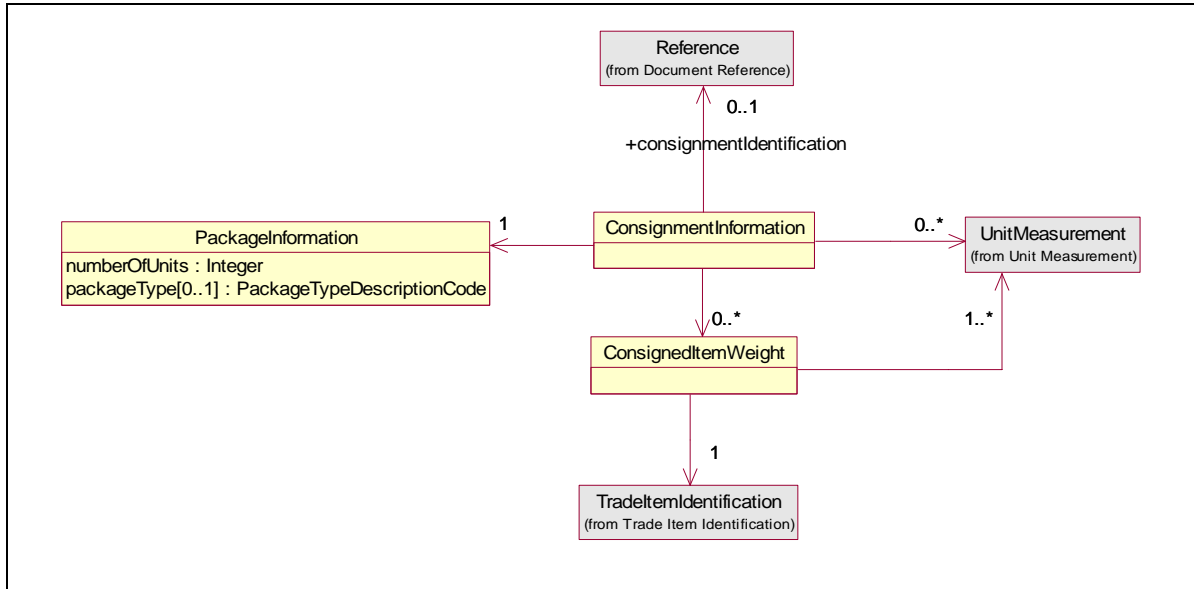 Reference
(from Document Reference)
0..1
+consignmentIdentification
PackageInformation
numberOfUnits : Integer
packageType[0..1] : PackageTypeDescriptionCode
1
ConsignmentInformation
0..*
UnitMeasurement
(from Unit Measurement)
0..*
1..*
ConsignedItemWeight
1
TradeItemIdentification
(from Trade Item Identification)